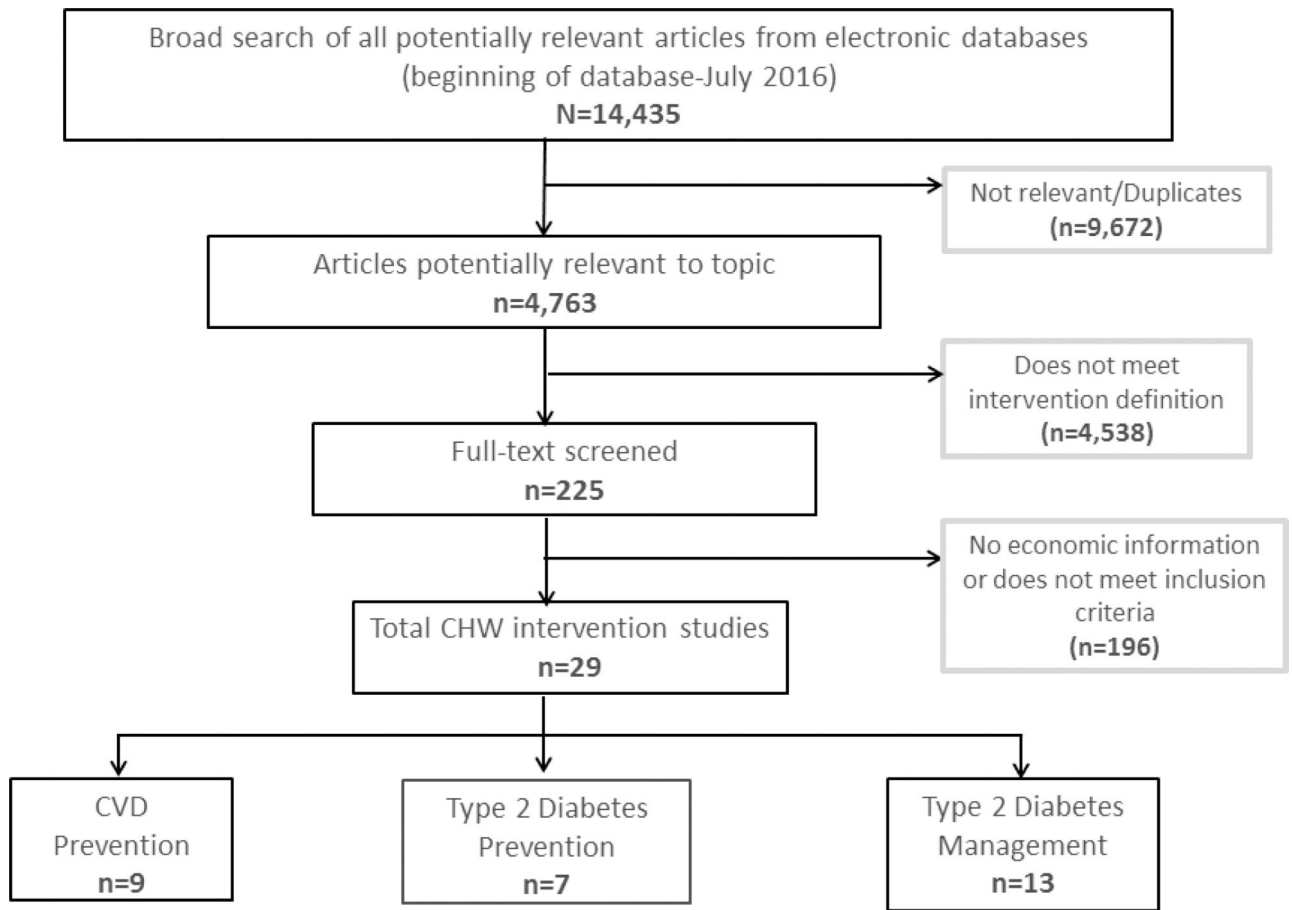 Broad search of all potentially relevant articles from electronic databases
(beginning of database-July 2016)
N=14,435
Not relevant/Duplicates
(n=9,672)
Articles potentially relevant to topic
n=4,763
Does not meet
intervention definition
(n=4,538)
Full-text screened
n=225
No economic information
or does not meet inclusion
criteria
(n=196)
Total CHW intervention studies
n=29
CVD
Prevention
n=9
Type 2 Diabetes
Prevention
n=7
Type 2 Diabetes
Management
n=13